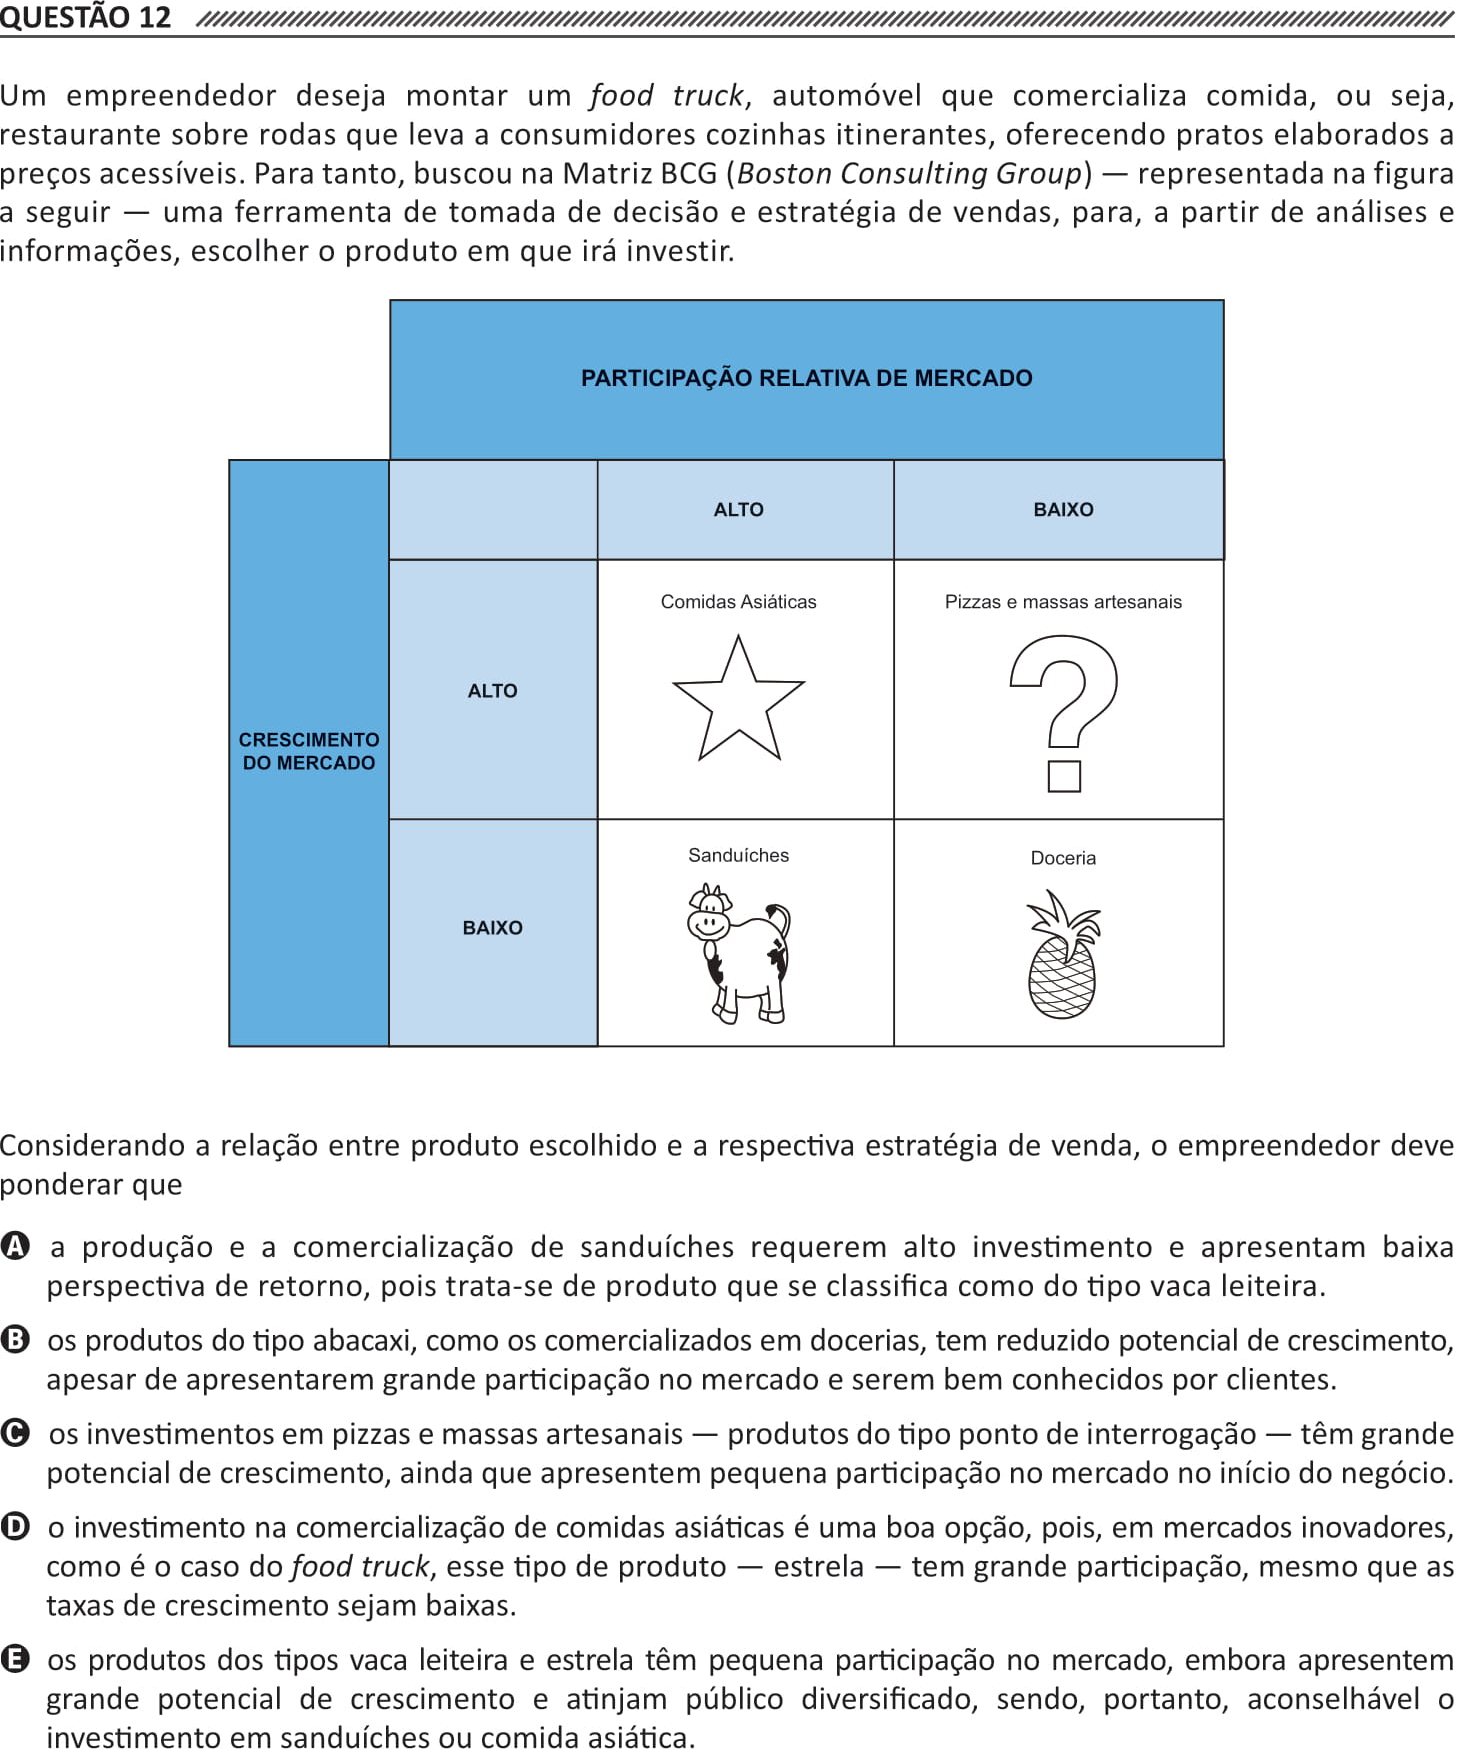 QUESTÃO 12
Um empreendedor deseja montar um food truck, automóvel que comercializa comida, ou seja,
restaurante sobre rodas que leva a consumidores cozinhas itinerantes, oferecendo pratos elaborados a
preços acessíveis. Para tanto, buscou na Matriz BCG (Boston Consulting Group) — representada na figura
a seguir — uma ferramenta de tomada de decisão e estratégia de vendas, para, a partir de análises e
informações, escolher o produto em que irá investir.
PARTICIPAÇÃO RELATIVA DE MERCADO
ALTO
BAIXO
Comidas Asiáticas
Pizzas e massas artesanais
ALTO
CRESCIMENTO
DO MERCADO
Sanduíches
Doceria
BAIXO
Considerando a relação entre produto escolhido e a respectiva estratégia de venda, o empreendedor deve
ponderar que
A a produção e a comercialização de sanduíches requerem alto investimento e apresentam baixa
perspectiva de retorno, pois trata-se de produto que se classifica como do tipo vaca leiteira.
B os produtos do tipo abacaxi, como os comercializados em docerias, tem reduzido potencial de crescimento,
apesar de apresentarem grande participação no mercado e serem bem conhecidos por clientes.
C os investimentos em pizzas e massas artesanais — produtos do tipo ponto de interrogação — têm grande
potencial de crescimento, ainda que apresentem pequena participação no mercado no início do negócio.
D o investimento na comercialização de comidas asiáticas é uma boa opção, pois, em mercados inovadores,
como é o caso do food truck, esse tipo de produto — estrela — tem grande participação, mesmo que as
taxas de crescimento sejam baixas.
E os produtos dos tipos vaca leiteira e estrela têm pequena participação no mercado, embora apresentem
grande potencial de crescimento e atinjam público diversificado, sendo, portanto, aconselhável o
investimento em sanduíches ou comida asiática.